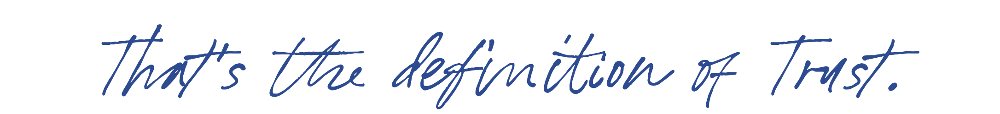 That's the definition of Trust.